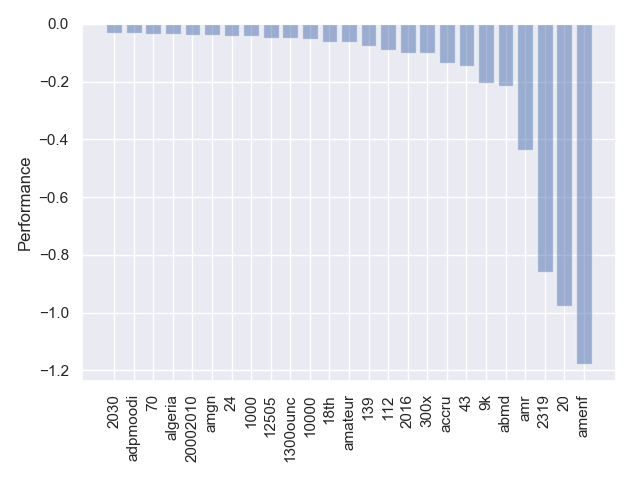 0.0
−0.2
−0.4
−0.6
−0.8
−1.0
−1.2
Performance
2030
adpmoodi
70
algeria
20002010
amgn
24
1000
12505
1300ounc
10000
18th
amateur
139
112
2016
300x
accru
43
9k
abmd
amr
2319
20
amenf